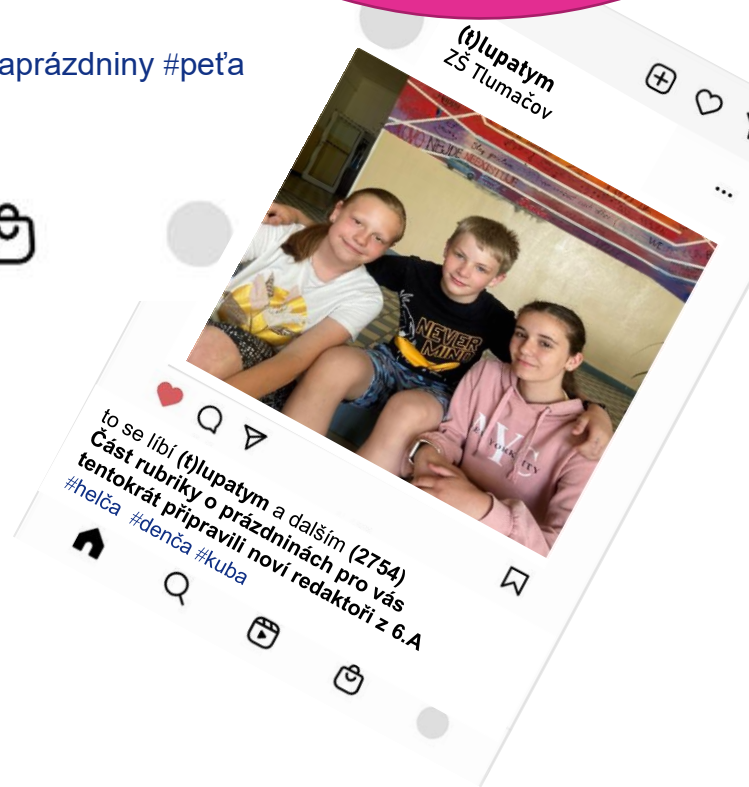 aprázdniny #peťa
(t)lupatym
ZŠ Tlumačov
NEVER
MIND
NYC
to se líbí (t)lupatym a dalším (2754)
Část rubriky o prázdninách pro vás
tentokrát připravili noví redaktoři z 6.A
#helča #denča #kuba